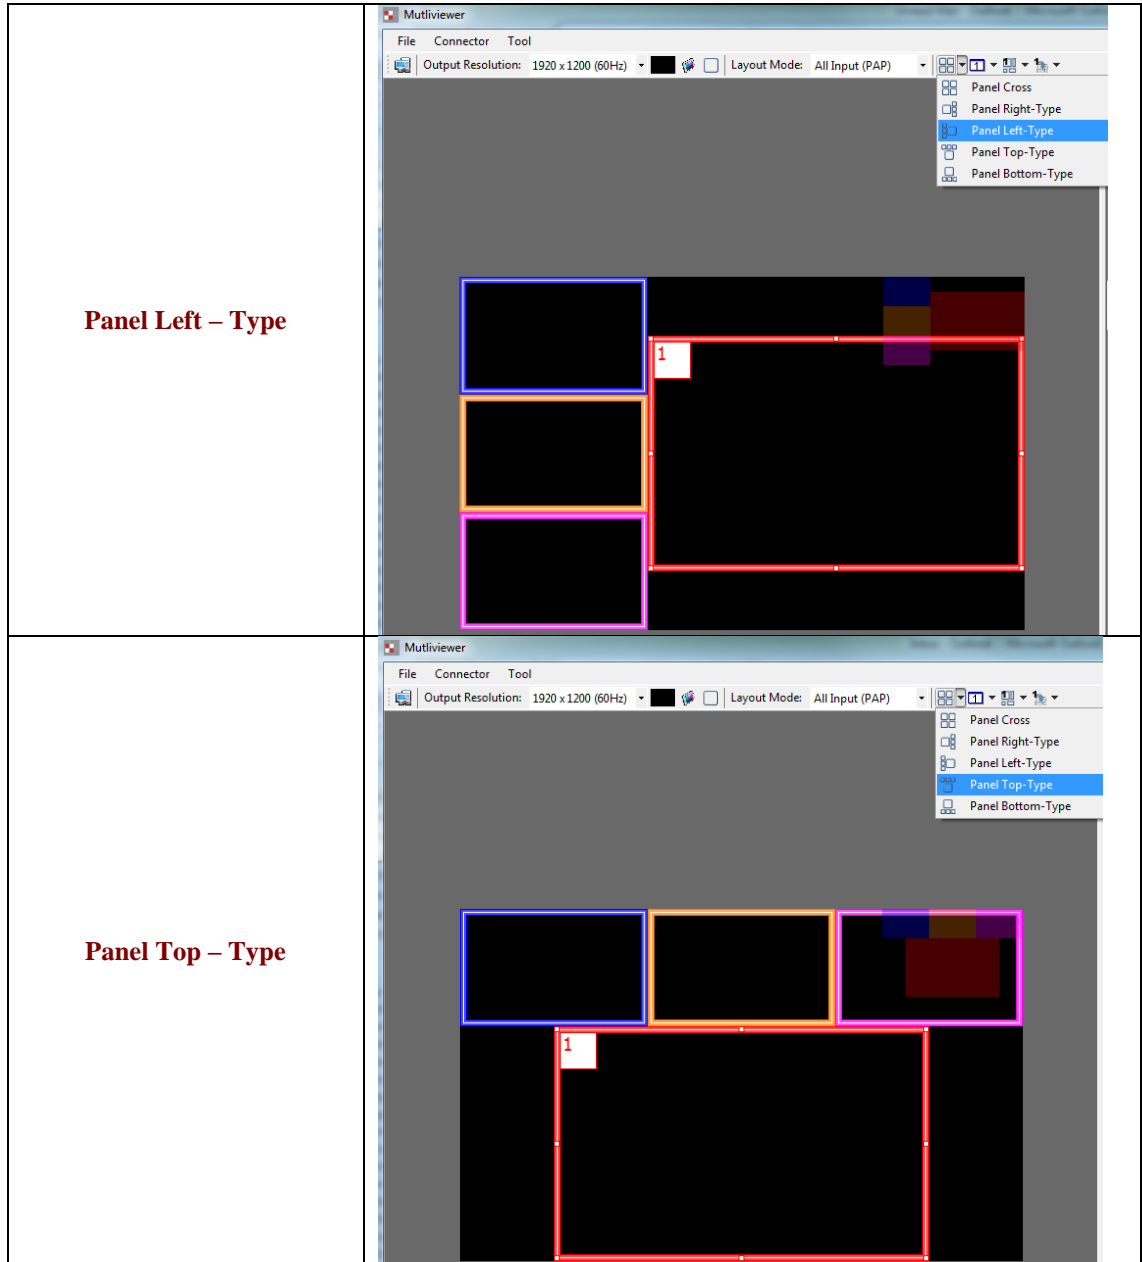 Mutliviewer
File Connector Tool
Output Resolution: 1920 x 1200 (60Hz) Layout Mode: All Input (PAP) 1
Panel Cross
Panel Right-Type
Panel Left-Type
Panel Top-Type
Panel Bottom-Type
Panel Left – Type
1
Mutliviewer
File Connector Tool
Output Resolution: 1920 x 1200 (60Hz) Layout Mode: All Input (PAP) 1
Panel Cross
Panel Right-Type
Panel Left-Type
Panel Top-Type
Panel Bottom-Type
Panel Top – Type
1